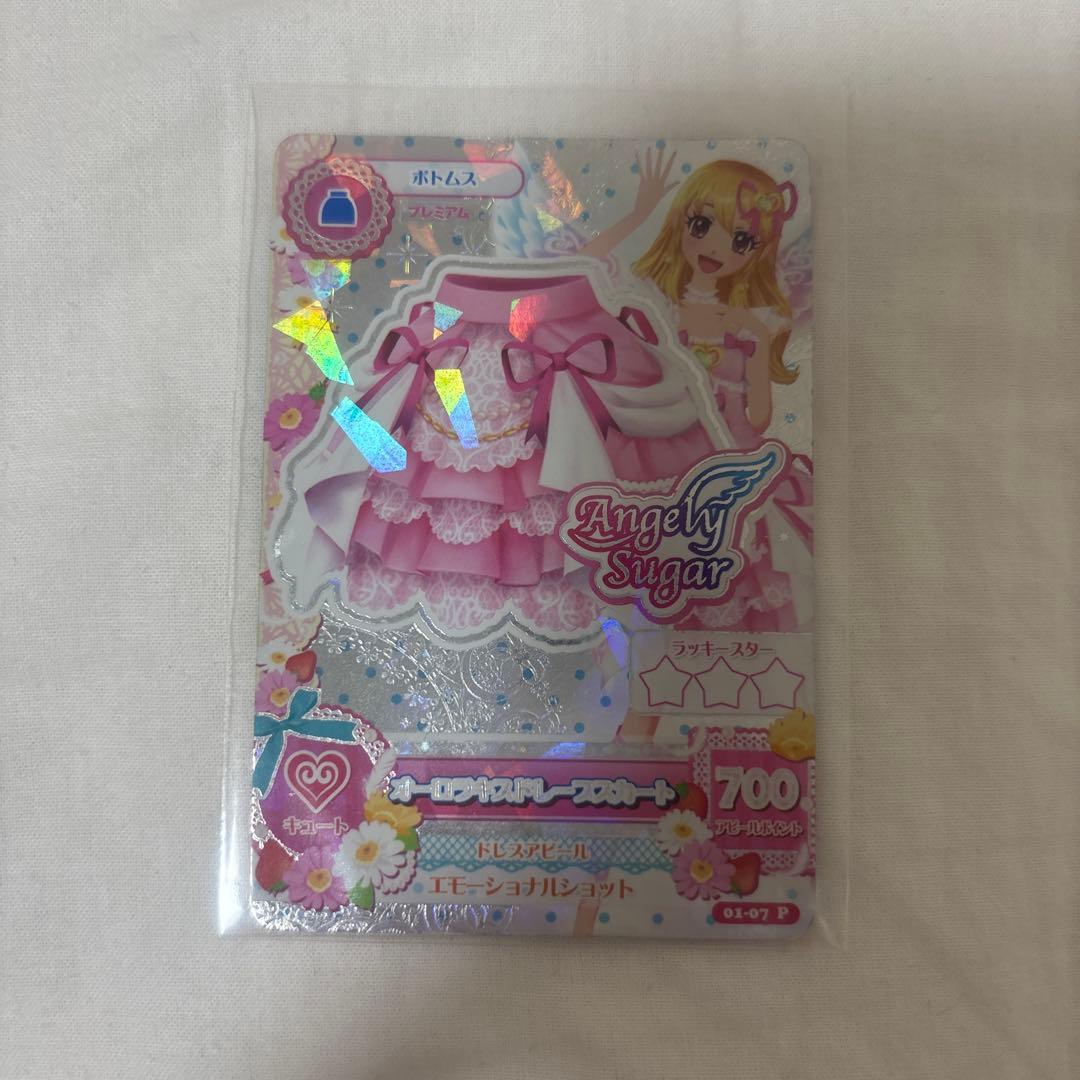 ボトムス
プレミアム
Angely
Sugar
ラッキースター
オーロラキスドレープスカート
700
アピールポイント
キュート
ドレスアピール
エモーショナルショット
01-07 P